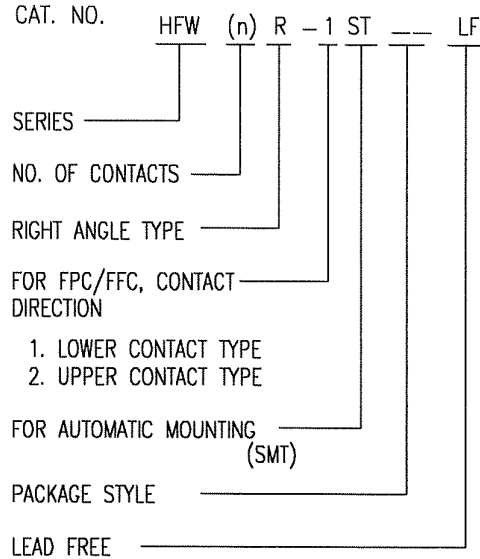 CAT. NO. HFW (n) R - 1 ST __ LF
SERIES
NO. OF CONTACTS
RIGHT ANGLE TYPE
FOR FPC/FFC, CONTACT
DIRECTION
1. LOWER CONTACT TYPE
2. UPPER CONTACT TYPE
FOR AUTOMATIC MOUNTING
(SMT)
PACKAGE STYLE
LEAD FREE